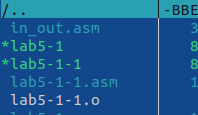 /.. -BBE
in_out.asm 3
*lab5-1 8
*lab5-1-1 8
lab5-1-1.asm 1
lab5-1-1.o